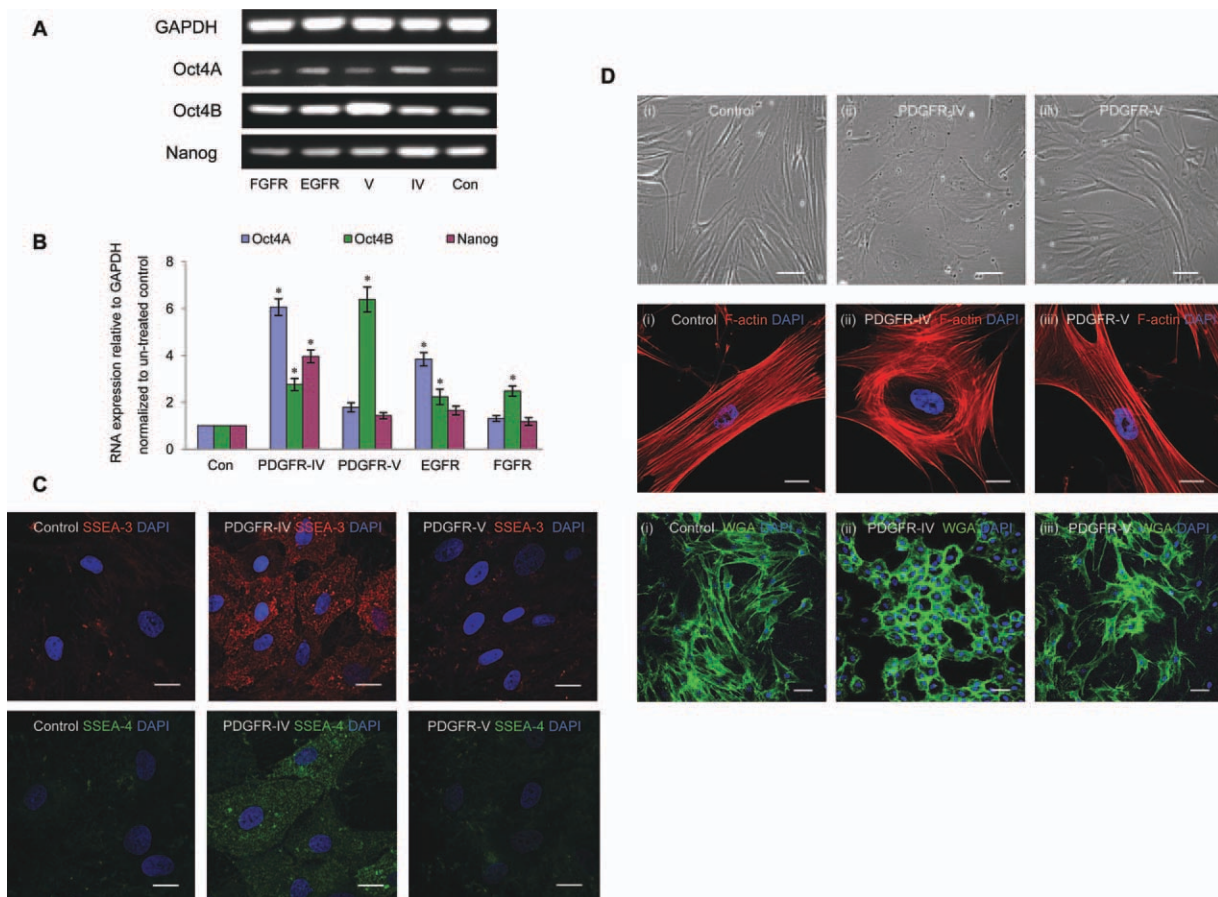 A
GAPDH
Oct4A
Oct4B
Nanog
FGFR EGFR V IV Con
B
Oct4A Oct4B Nanog
RNA expression relative to GAPDH
normalized to un-treated control
8
6
4
2
0
* * * * * * *
Con PDGFR-IV PDGFR-V EGFR FGFR
C
Control SSEA-3 DAPI
PDGFR-IV SSEA-3 DAPI
PDGFR-V SSEA-3 DAPI
Control SSEA-4 DAPI
PDGFR-IV SSEA-4 DAPI
PDGFR-V SSEA-4 DAPI
D
(i) Control
(ii) PDGFR-IV
(iii) PDGFR-V
(i) Control F-actin DAPI
(ii) PDGFR-IV F-actin DAPI
(iii) PDGFR-V F-actin DAPI
(i) Control WGA DAPI
(ii) PDGFR-IV WGA DAPI
(iii) PDGFR-V WGA DAPI